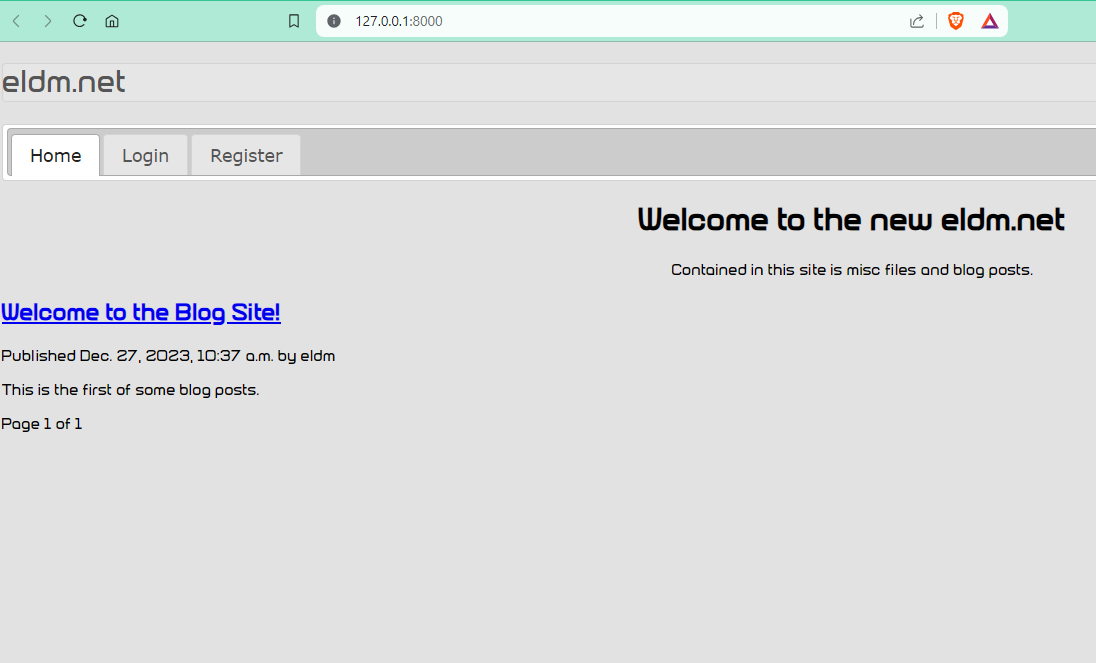 127.0.0.1:8000
eldm.net
Home Login Register
Welcome to the new eldm.net
Contained in this site is misc files and blog posts.
Welcome to the Blog Site!
Published Dec. 27, 2023, 10:37 a.m. by eldm
This is the first of some blog posts.
Page 1 of 1